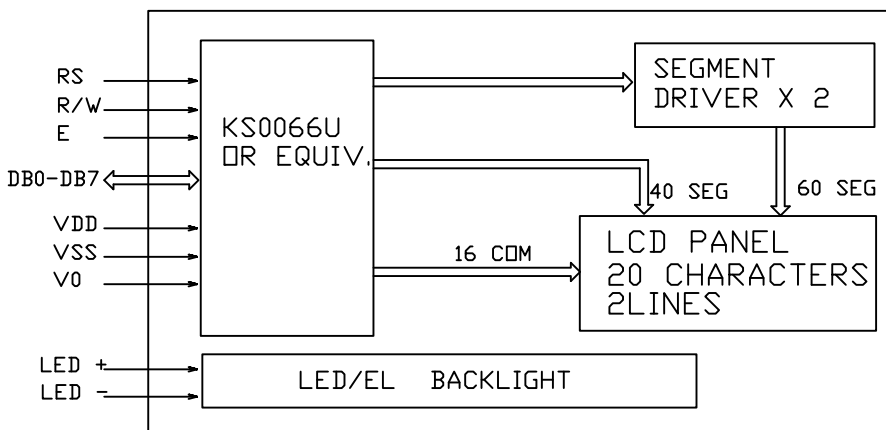 RS
R/W
E
DB0-DB7
VDD
VSS
V0
LED +
LED -
KS0066U
OR EQUIV.
SEGMENT
DRIVER X 2
40 SEG
60 SEG
16 COM
LCD PANEL
20 CHARACTERS
2LINES
LED/EL BACKLIGHT